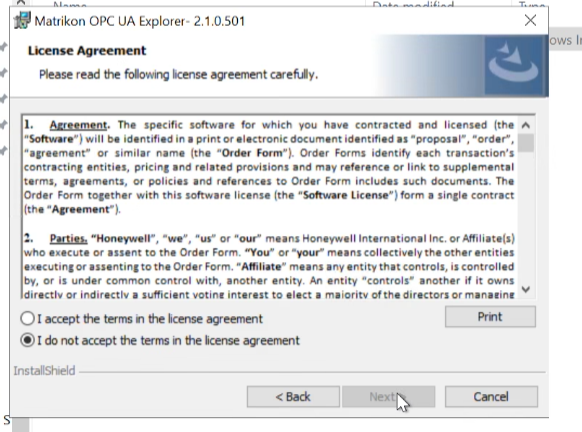 Name
Date modified
Type
Matrikon OPC UA Explorer- 2.1.0.501
ows In
License Agreement
Please read the following license agreement carefully.
1. Agreement. The specific software for which you have contracted and licensed (the
"Software") will be identified in a print or electronic document identified as "proposal", "order",
"agreement" or similar name (the "Order Form"). Order Forms identify each transaction's
contracting entities, pricing and related provisions and may reference or link to supplemental
terms, agreements, or policies and references to Order Form includes such documents. The
Order Form together with this software license (the "Software License") form a single contract
(the "Agreement").
2. Parties. "Honeywell", "we", "us" or "our" means Honeywell International Inc. or Affiliate(s)
who execute or assent to the Order Form. "You" or "your" means collectively the other entities
executing or assenting to the Order Form. "Affiliate" means any entity that controls, is controlled
by, or is under common control with, another entity. An entity "controls" another if it owns
directly or indirectly a sufficient voting interest to elect a majority of the directors or managing
I accept the terms in the license agreement
Print
I do not accept the terms in the license agreement
InstallShield
< Back
Next
Cancel
S